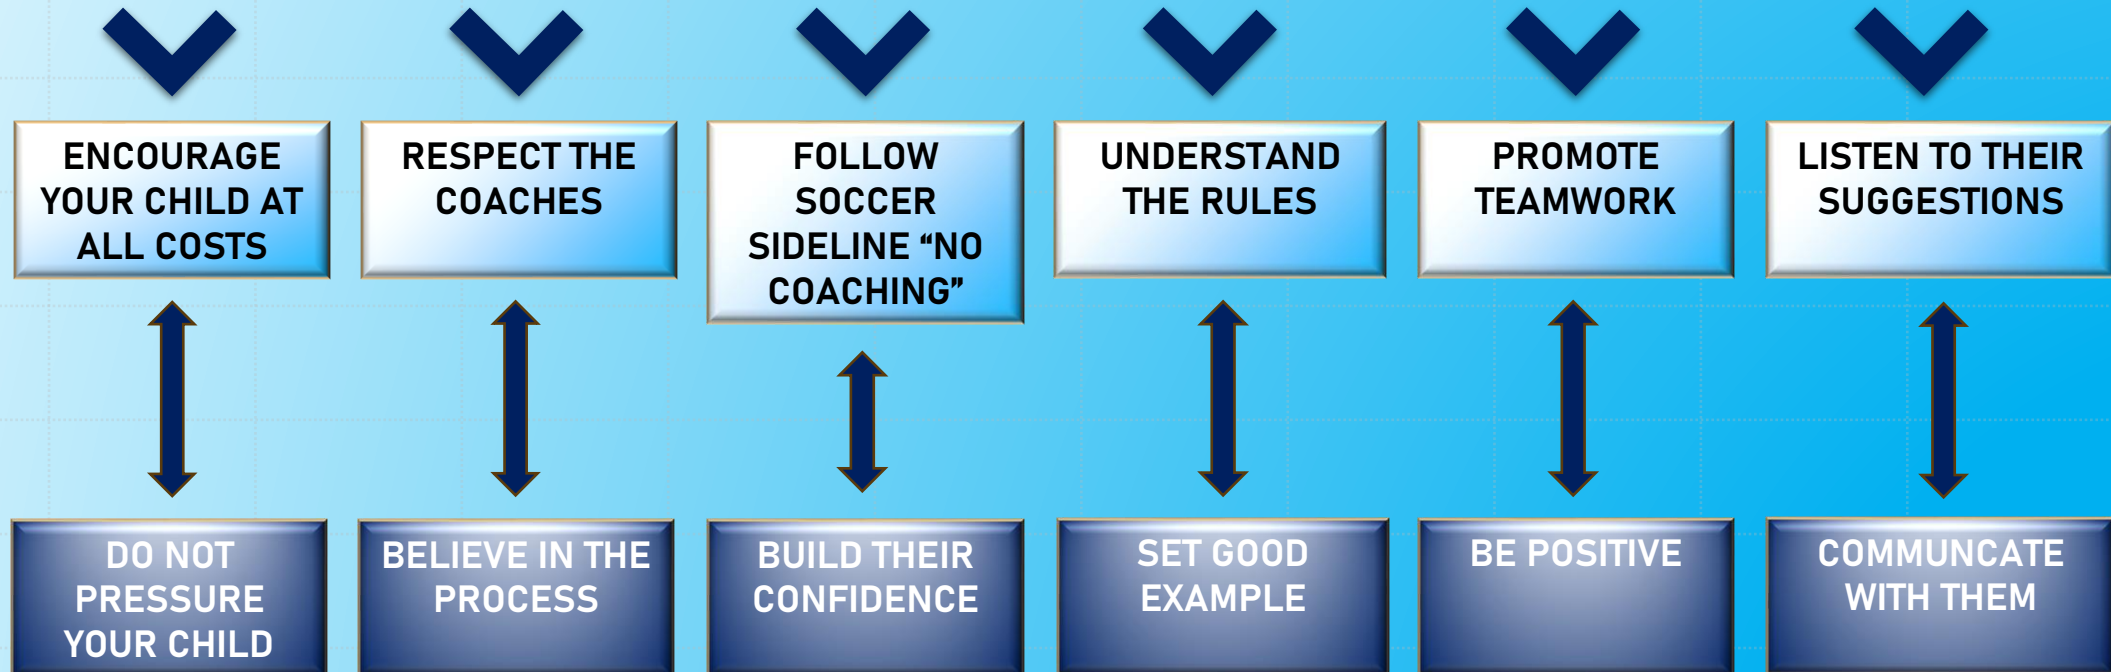 ENCOURAGE
YOUR CHILD AT
ALL COSTS
RESPECT THE
COACHES
FOLLOW
SOCCER
SIDELINE “NO
COACHING”
UNDERSTAND
THE RULES
PROMOTE
TEAMWORK
LISTEN TO THEIR
SUGGESTIONS
DO NOT
PRESSURE
YOUR CHILD
BELIEVE IN THE
PROCESS
BUILD THEIR
CONFIDENCE
SET GOOD
EXAMPLE
BE POSITIVE
COMMUNCATE
WITH THEM